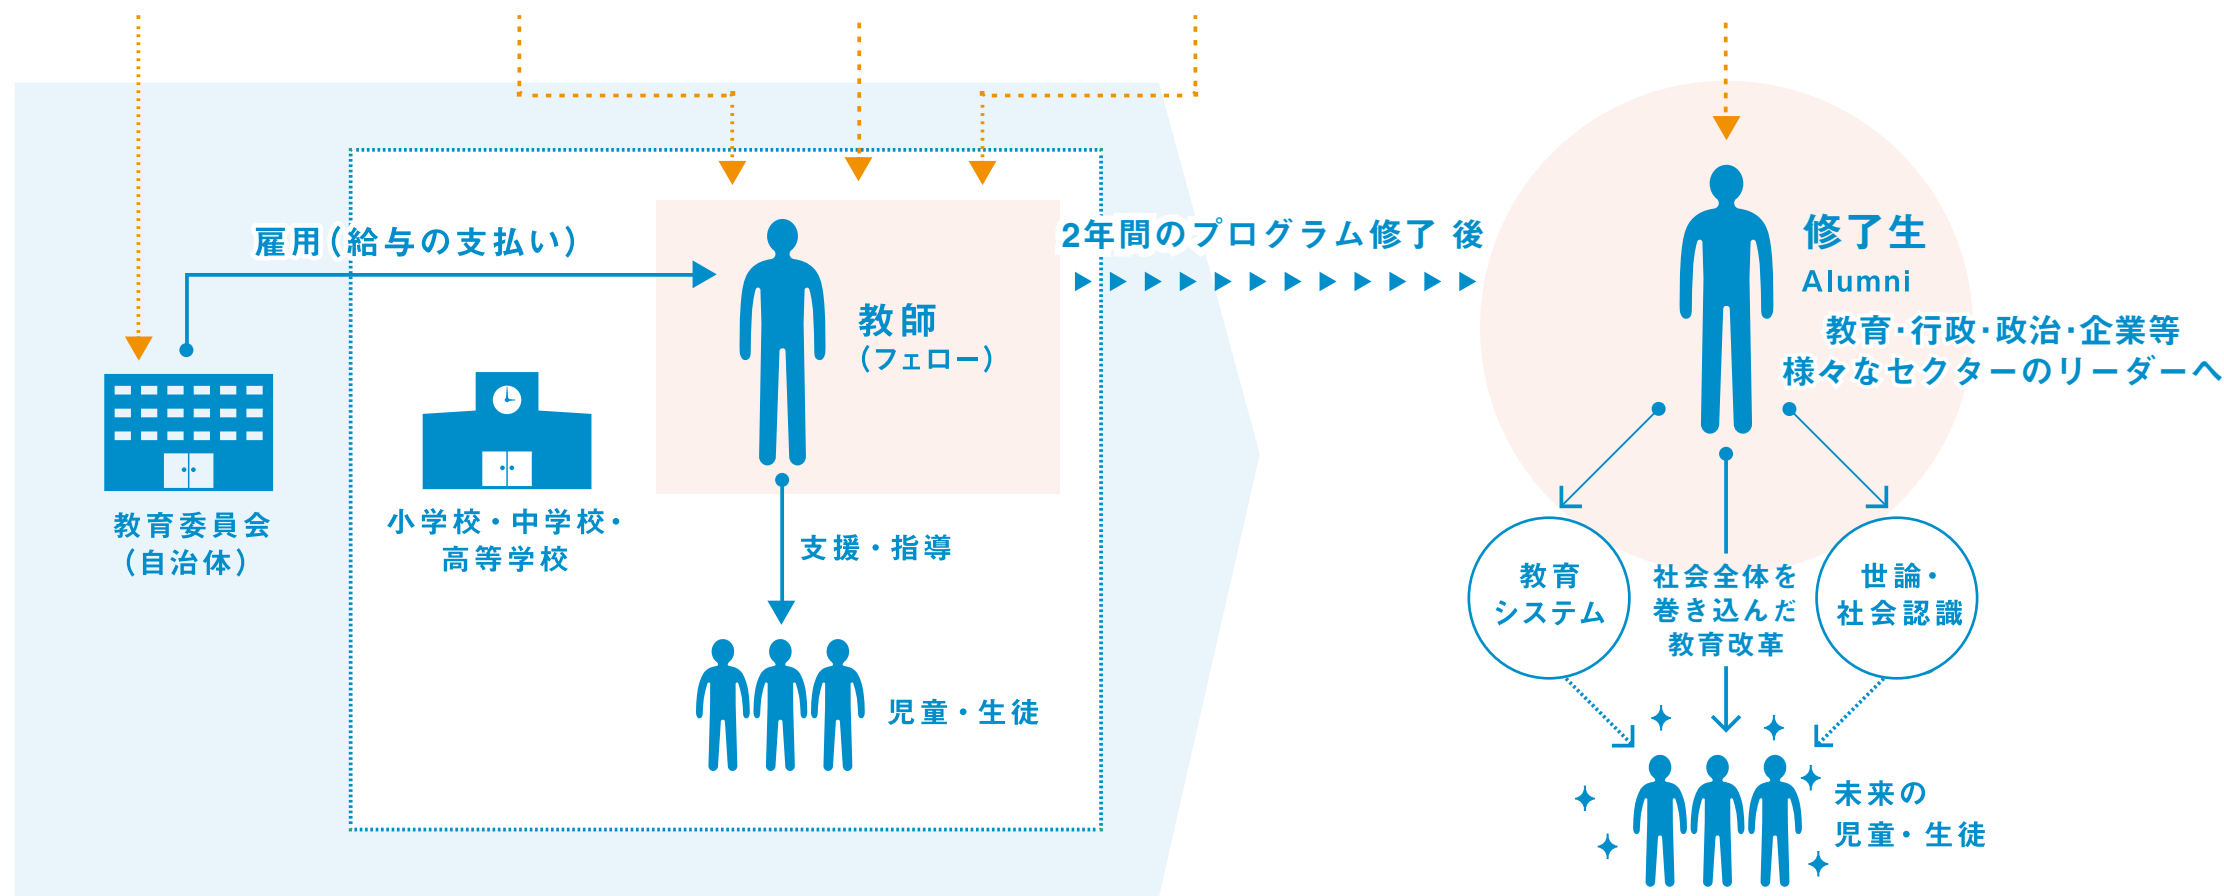 雇用(給与の支払い)
2年間のプログラム修了 後
教師
(フェロー)
教育委員会
(自治体)
小学校・中学校・
高等学校
支援・指導
児童・生徒
修了生
Alumni
教育・行政・政治・企業等
様々なセクターのリーダーへ
教育
システム
社会全体を
巻き込んだ
教育改革
世論・
社会認識
未来の
児童・生徒